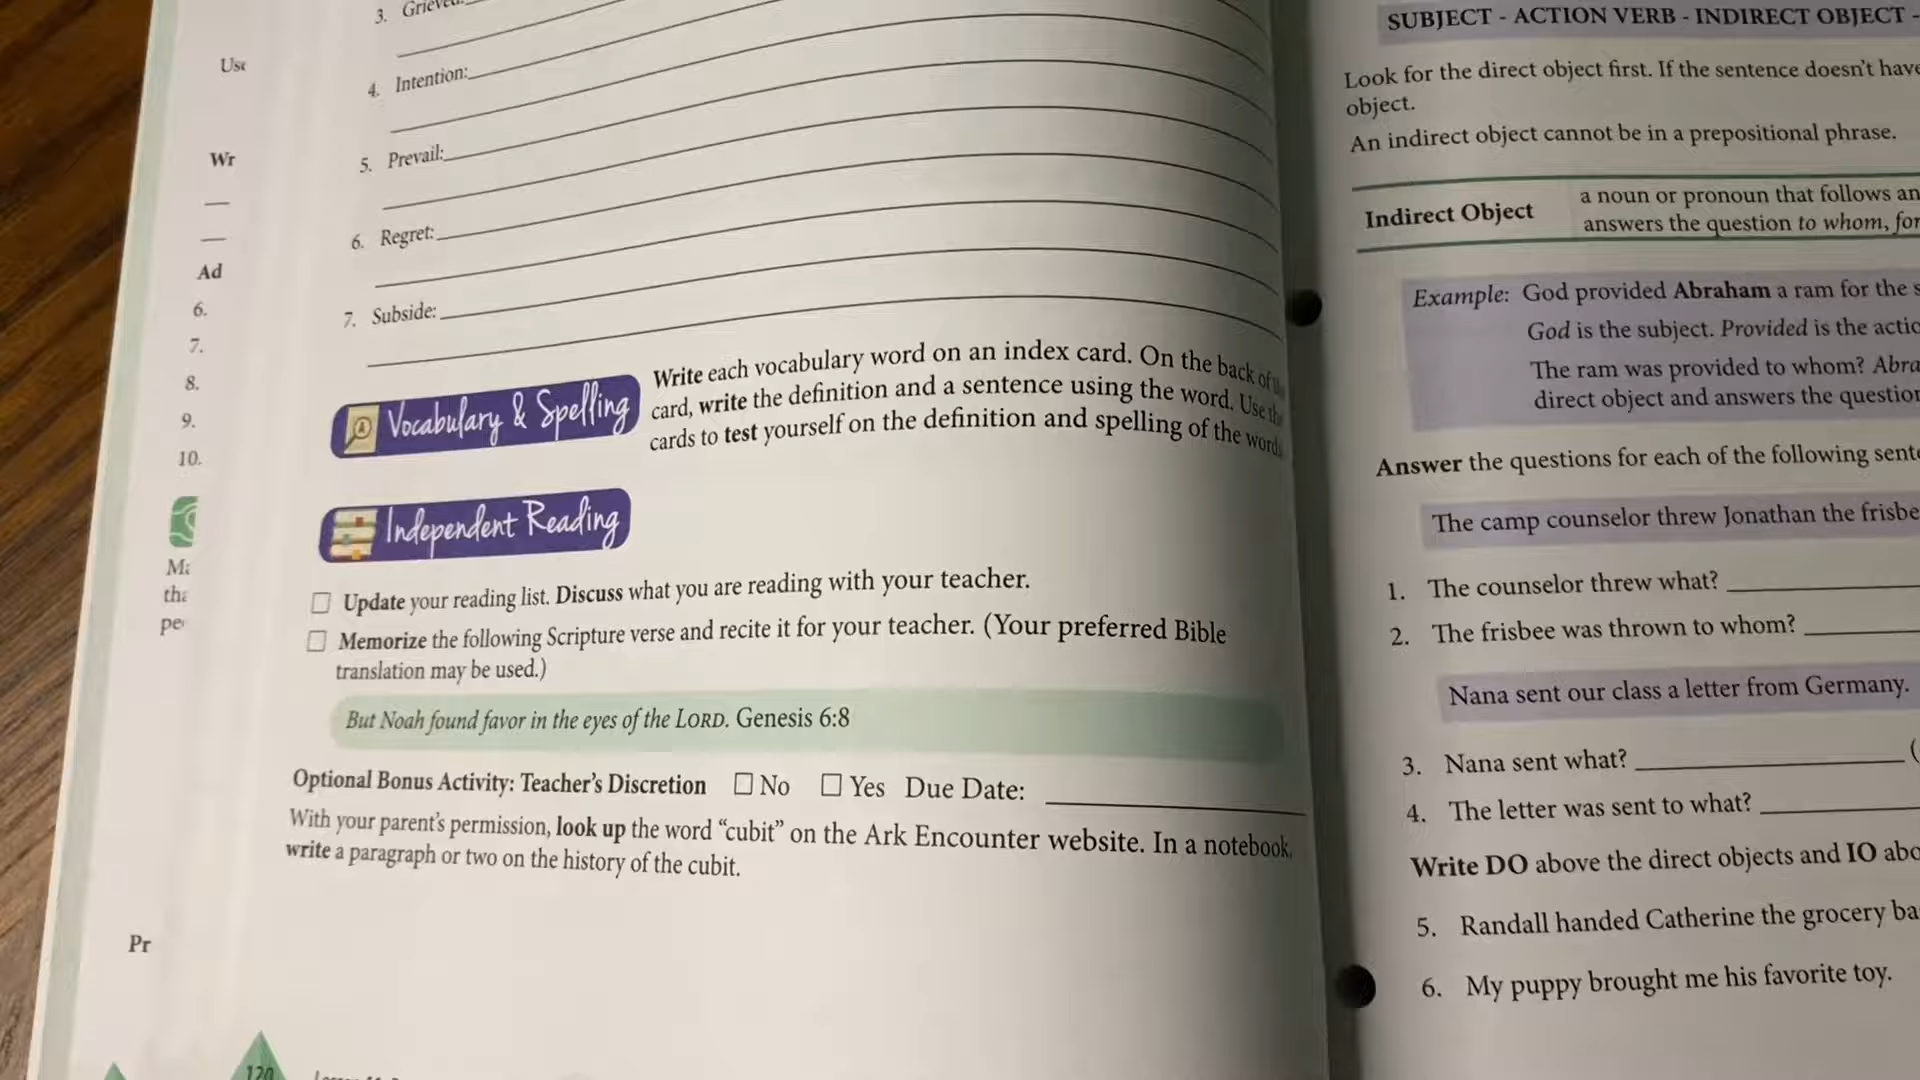 Use
Wr
Ad
6.
7.
8.
9.
10.
Pr
3. Grieved:
4. Intention:
5. Prevail:
6. Regret:
7. Subside:
Vocabulary & Spelling
Write each vocabulary word on an index card. On the back of the
card, write the definition and a sentence using the word. Use the
cards to test yourself on the definition and spelling of the words
Independent Reading
☐ Update your reading list. Discuss what you are reading with your teacher.
☐ Memorize the following Scripture verse and recite it for your teacher. (Your preferred Bible
translation may be used.)
But Noah found favor in the eyes of the LORD. Genesis 6:8
Optional Bonus Activity: Teacher's Discretion ☐ No ☐ Yes Due Date:
With your parent's permission, look up the word “cubit” on the Ark Encounter website. In a notebook,
write a paragraph or two on the history of the cubit.
120
SUBJECT - ACTION VERB - INDIRECT OBJECT -
Look for the direct object first. If the sentence doesn't have
object.
An indirect object cannot be in a prepositional phrase.
Indirect Object
a noun or pronoun that follows an
answers the question to whom, for
Example: God provided Abraham a ram for the
God is the subject. Provided is the
The ram was provided to whom?
direct object and answers the
Answer the questions for each of the following
The camp counselor threw Jonathan the
1. The counselor threw what?
2. The frisbee was thrown to whom?
Nana sent our class a letter from Germany.
3. Nana sent what?
4. The letter was sent to what?
Write DO above the direct objects and IO
5. Randall handed Catherine the grocery
6. My puppy brought me his favorite toy.